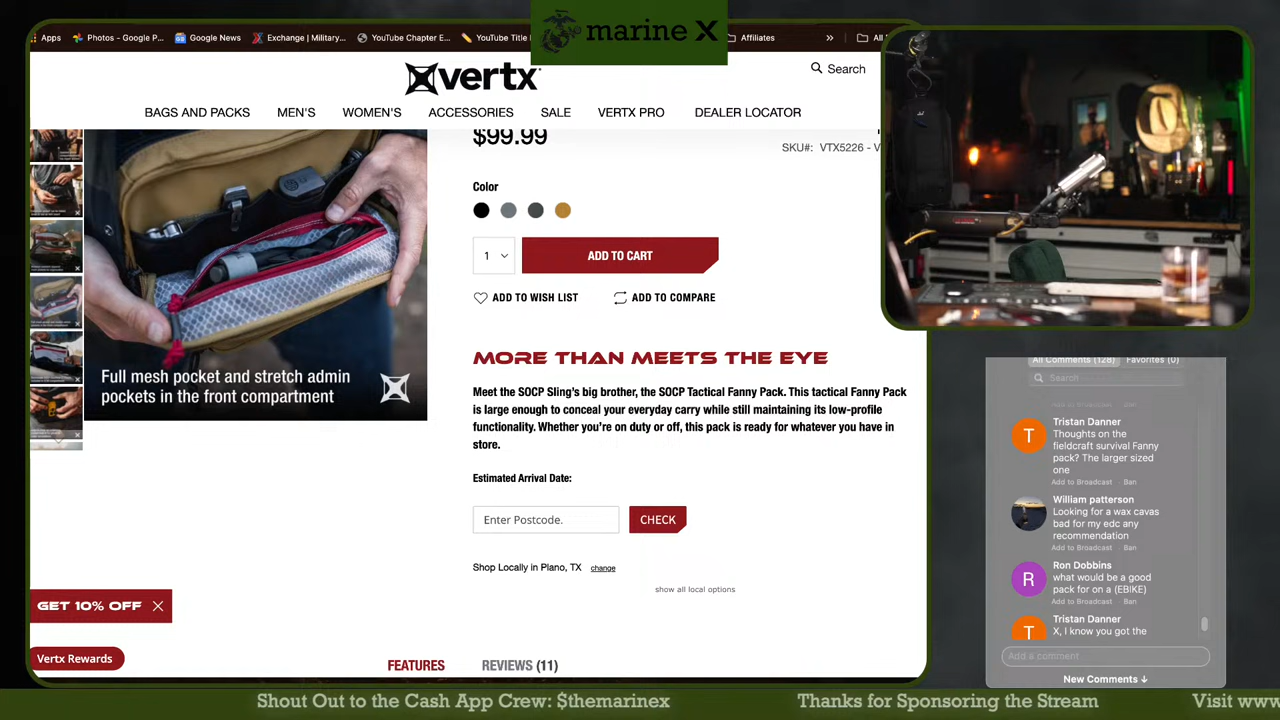 marine X
Apps
Photos - Google P...
Google News
Exchange | Military...
YouTube Chapter E...
YouTube Title
Affiliates
»
vertx
Search
BAGS AND PACKS MEN'S WOMEN'S ACCESSORIES SALE VERTX PRO DEALER LOCATOR
$99.99
SKU#: VTX5226 - V
Color
1 ADD TO CART
ADD TO WISH LIST ADD TO COMPARE
Full mesh pocket and stretch admin
pockets in the front compartment
MORE THAN MEETS THE EYE
Meet the SOCP Sling's big brother, the SOCP Tactical Fanny Pack. This tactical Fanny Pack
is large enough to conceal your everyday carry while still maintaining its low-profile
functionality. Whether you're on duty or off, this pack is ready for whatever you have in
store.
Estimated Arrival Date:
Enter Postcode. CHECK
Shop Locally in Plano, TX change
show all local options
GET 10% OFF
Vertx Rewards
FEATURES REVIEWS (11)
All Comments (128) Favorites (0)
Search
Tristan Danner
Thoughts on the
fieldcraft survival Fanny
pack? The larger sized
one
Add to Broadcast · Ban
William patterson
Looking for a wax cavas
bad for my edc any
recommendation
Add to Broadcast · Ban
Ron Dobbins
what would be a good
pack for on a (EBIKE)
Add to Broadcast · Ban
Tristan Danner
X, I know you got the
Add a comment
New Comments ↓
Shout Out to the Cash App Crew: $themarinex Thanks for Sponsoring the Stream Visit www